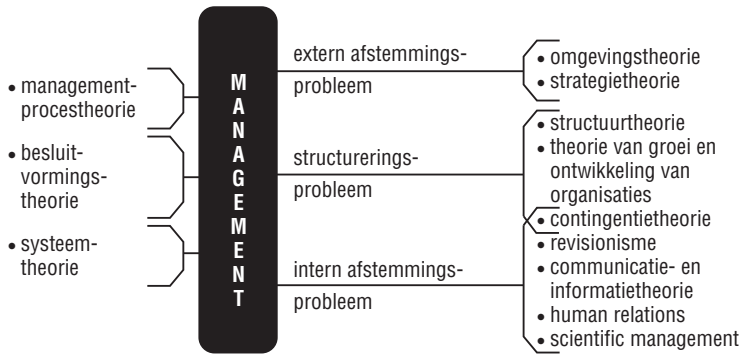 • management-
procestheorie
• besluit-
vormings-
theorie
• systeem-
theorie
MANAGEMENT
extern afstemmings-
probleem
structurerings-
probleem
intern afstemmings-
probleem
• omgevingstheorie
• strategietheorie
• structuurtheorie
• theorie van groei en
ontwikkeling van
organisaties
• contingentietheorie
• revisionisme
• communicatie- en
informatietheorie
• human relations
• scientific management